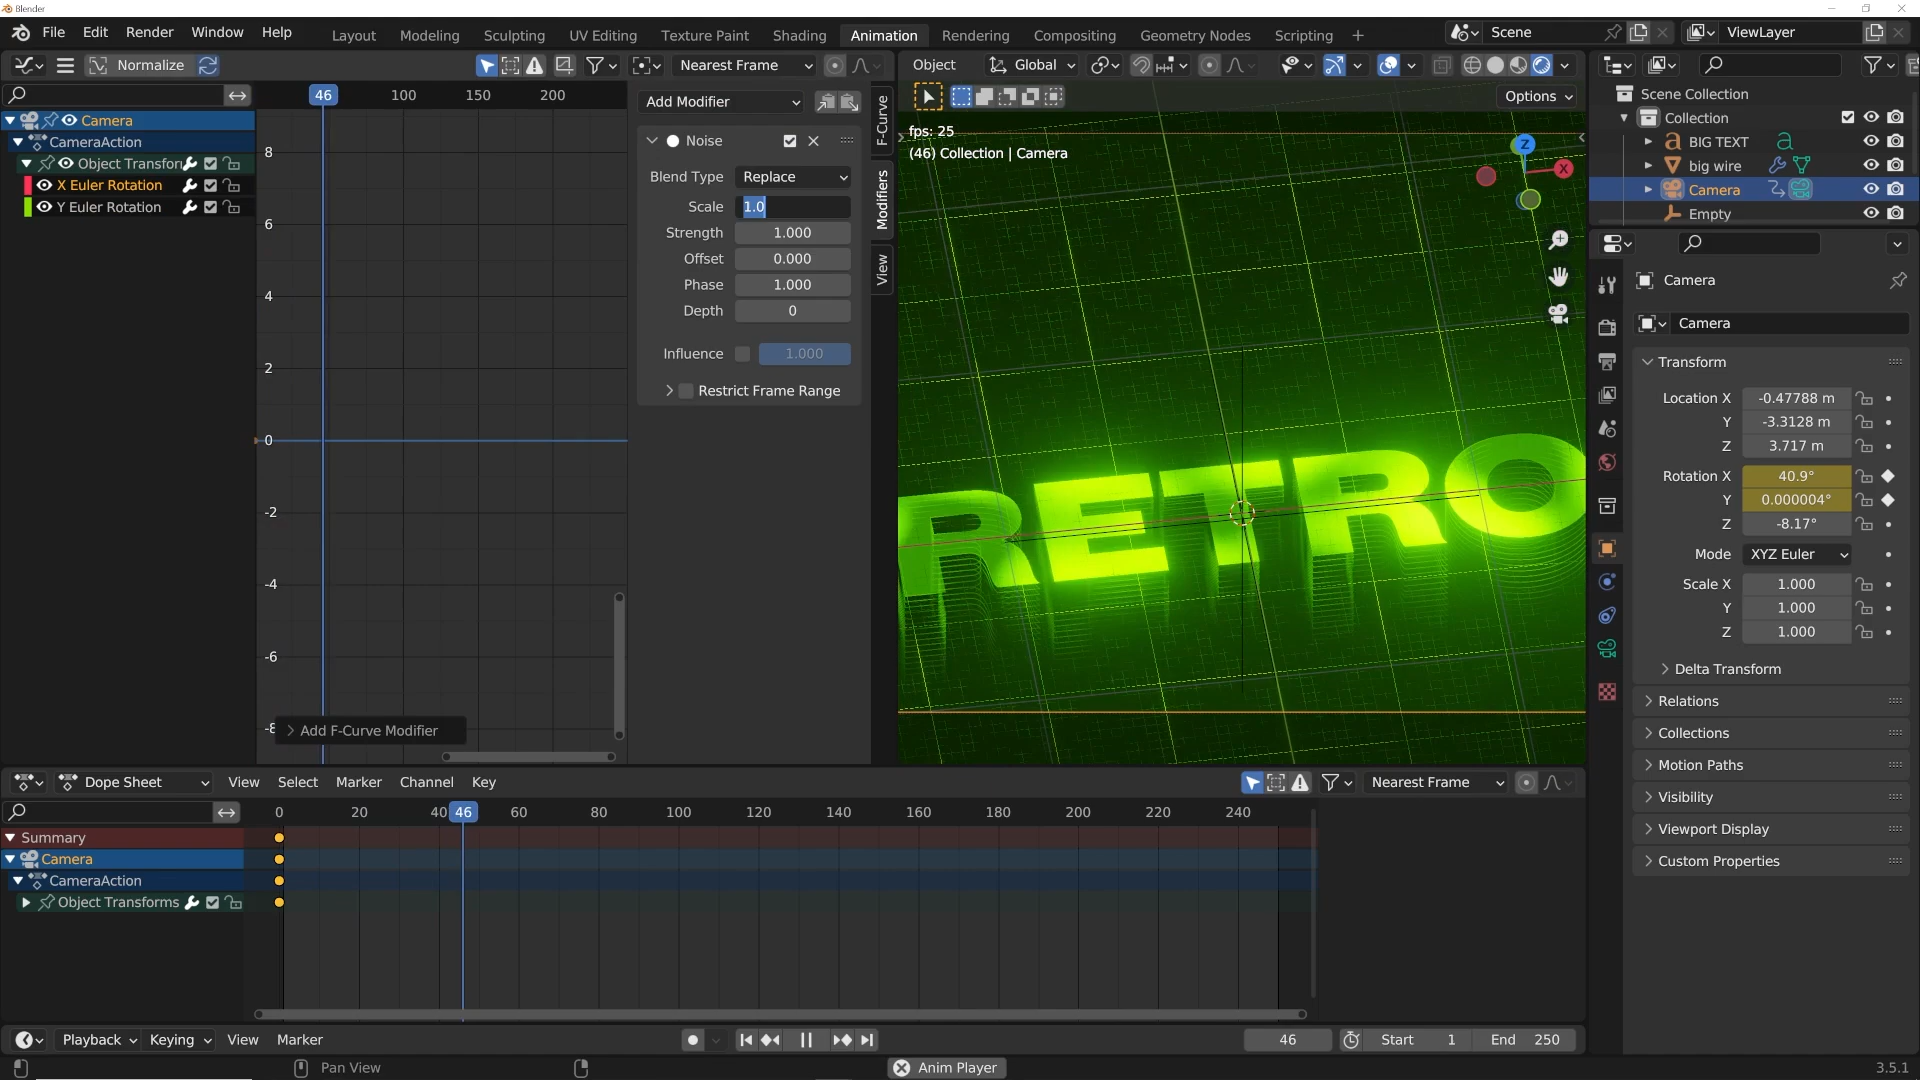 Blender
File Edit Render Window Help
Layout Modeling Sculpting UV Editing Texture Paint Shading Animation Rendering Compositing Geometry Nodes Scripting +
Scene
ViewLayer
Normalize
Nearest Frame
Object
Global
46 100 150 200
Add Modifier
Options
Camera
CameraAction
Object Transfor
X Euler Rotation
Y Euler Rotation
8
6
4
2
0
-2
-4
-6
-8
Add F-Curve Modifier
Noise
Blend Type Replace
Scale 1.0
Strength 1.000
Offset 0.000
Phase 1.000
Depth 0
Influence 1.000
Restrict Frame Range
F-Curve
Modifiers
View
fps: 25
(46) Collection | Camera
Z
X
RETRO
Scene Collection
Collection
BIG TEXT
big wire
Camera
Empty
Camera
Camera
Transform
Location X -0.47788 m
Y -3.3128 m
Z 3.717 m
Rotation X 40.9°
Y 0.000004°
Z -8.17°
Mode XYZ Euler
Scale X 1.000
Y 1.000
Z 1.000
Delta Transform
Relations
Collections
Motion Paths
Visibility
Viewport Display
Custom Properties
Dope Sheet View Select Marker Channel Key
Nearest Frame
0 20 40 46 60 80 100 120 140 160 180 200 220 240
Summary
Camera
CameraAction
Object Transforms
Playback Keying View Marker
46
Start 1 End 250
Pan View
Anim Player
3.5.1